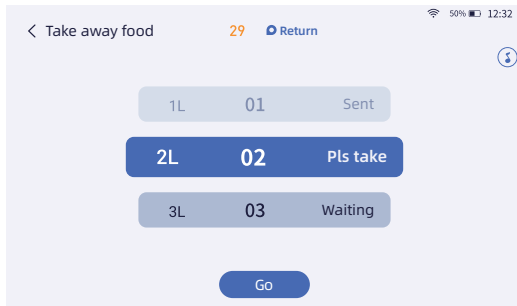 50% 12:32
Take away food 29 Return
1L 01 Sent
2L 02 Pls take
3L 03 Waiting
Go